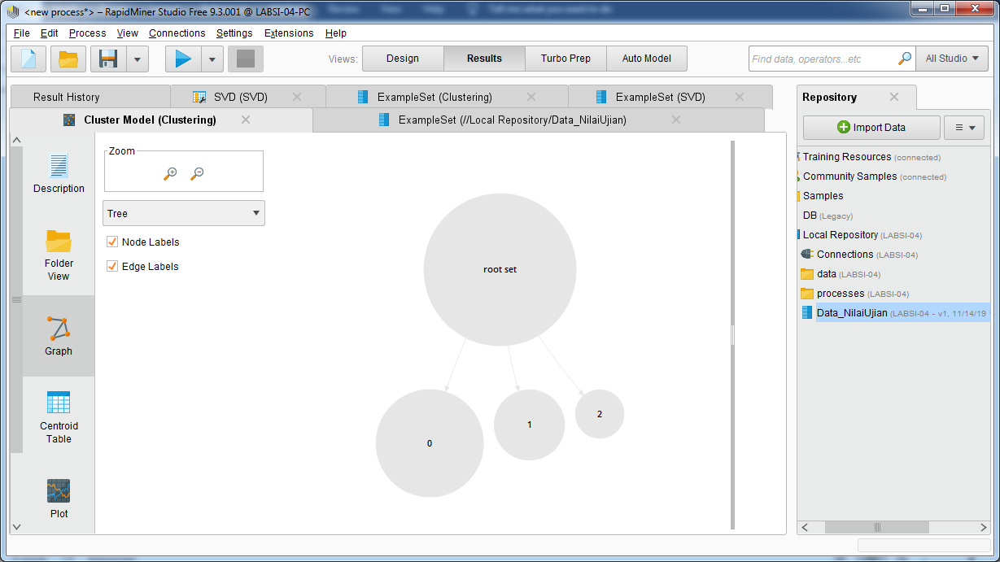 <new process*> – RapidMiner Studio Free 9.3.001 @ LABSI-04-PC
File Edit Process View Connections Settings Extensions Help
Views: Design Results Turbo Prep Auto Model Find data, operators...etc All Studio
Result History SVD (SVD) ExampleSet (Clustering) ExampleSet (SVD)
Cluster Model (Clustering) ExampleSet (//Local Repository/Data_NilaiUjian)
Description
Folder
View
Graph
Centroid
Table
Plot
Zoom
Tree
Node Labels
Edge Labels
root set
0
1
2
Repository
Import Data
Training Resources (connected)
Community Samples (connected)
Samples
DB (Legacy)
Local Repository (LABSI-04)
Connections (LABSI-04)
data (LABSI-04)
processes (LABSI-04)
Data_NilaiUjian (LABSI-04 - v1, 11/14/19